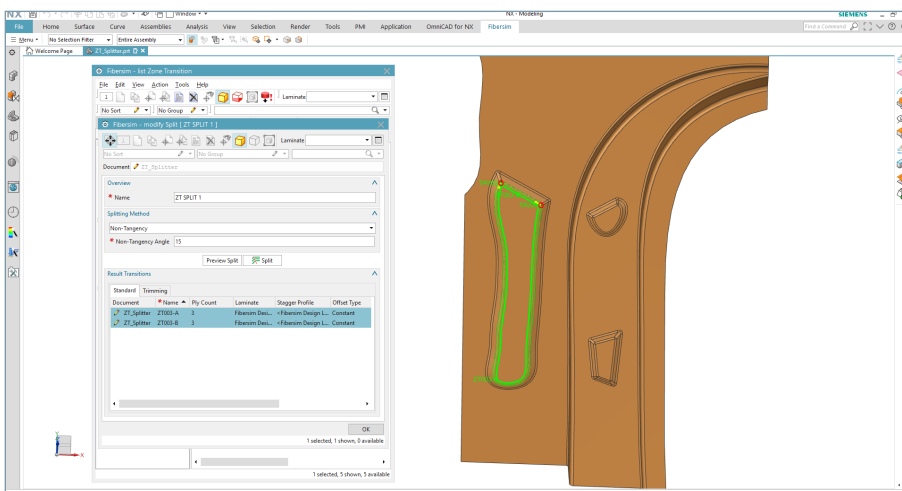 NX
Window
NX - Modeling
SIEMENS
File Home Surface Curve Assemblies Analysis View Selection Render Tools PMI Application OmniCAD for NX Fibersim
Find a Command
Menu No Selection Filter Entire Assembly
Welcome Page ZT_Splitter.prt
Fibersim - list Zone Transition
File Edit View Action Tools Help
1 Laminate
No Sort No Group
Fibersim - modify Split [ ZT SPLIT 1 ]
Laminate
No Sort No Group
Document ZT_Splitter
Overview
* Name ZT SPLIT 1
Splitting Method
Non-Tangency
* Non-Tangency Angle 15
Preview Split Split
Result Transitions
Standard Trimming
Document * Name Ply Count Laminate Stagger Profile Offset Type
ZT_Splitter ZT003-A 3 Fibersim Desi... <Fibersim Design L... Constant
ZT_Splitter ZT003-B 3 Fibersim Desi... <Fibersim Design L... Constant
OK
1 selected, 1 shown, 0 available
1 selected, 5 shown, 5 available
Y
X